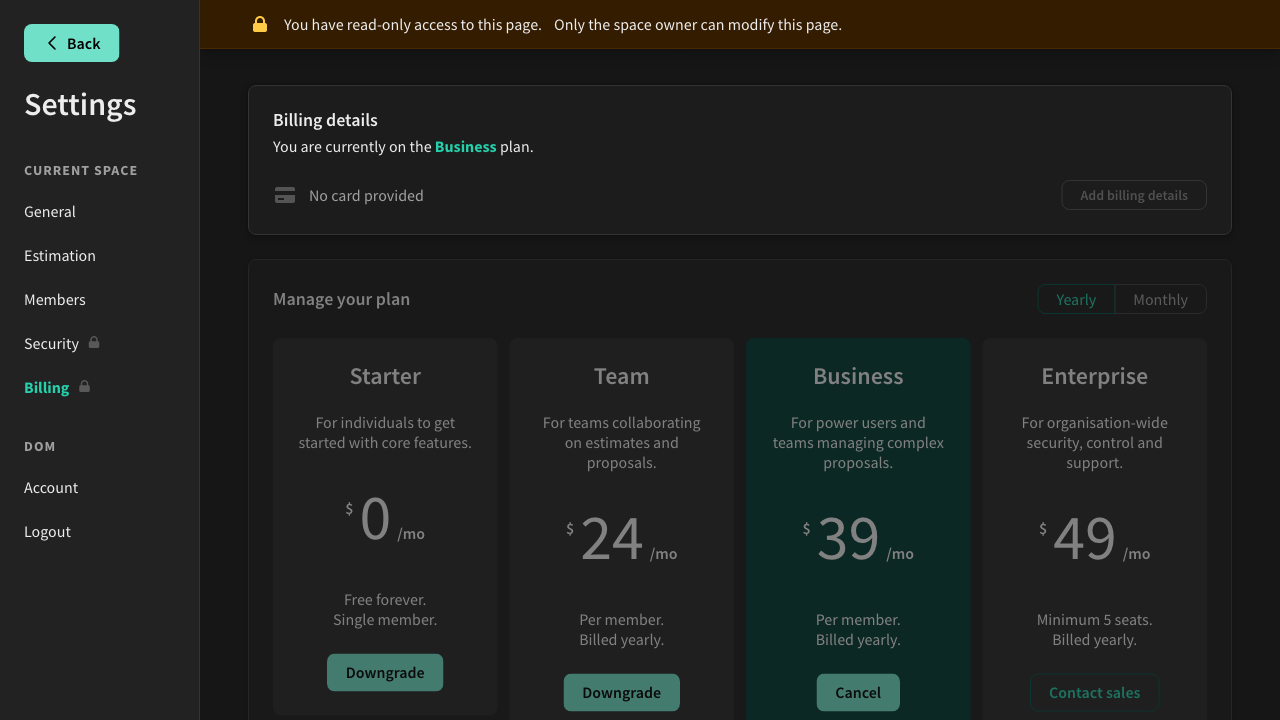 Back
Settings
CURRENT SPACE
General
Estimation
Members
Security
Billing
DOM
Account
Logout
You have read-only access to this page. Only the space owner can modify this page.
Billing details
You are currently on the Business plan.
No card provided
Add billing details
Manage your plan
Yearly
Monthly
Starter
For individuals to get
started with core features.
$ 0 /mo
Free forever.
Single member.
Downgrade
Team
For teams collaborating
on estimates and
proposals.
$ 24 /mo
Per member.
Billed yearly.
Downgrade
Business
For power users and
teams managing complex
proposals.
$ 39 /mo
Per member.
Billed yearly.
Cancel
Enterprise
For organisation-wide
security, control and
support.
$ 49 /mo
Minimum 5 seats.
Billed yearly.
Contact sales